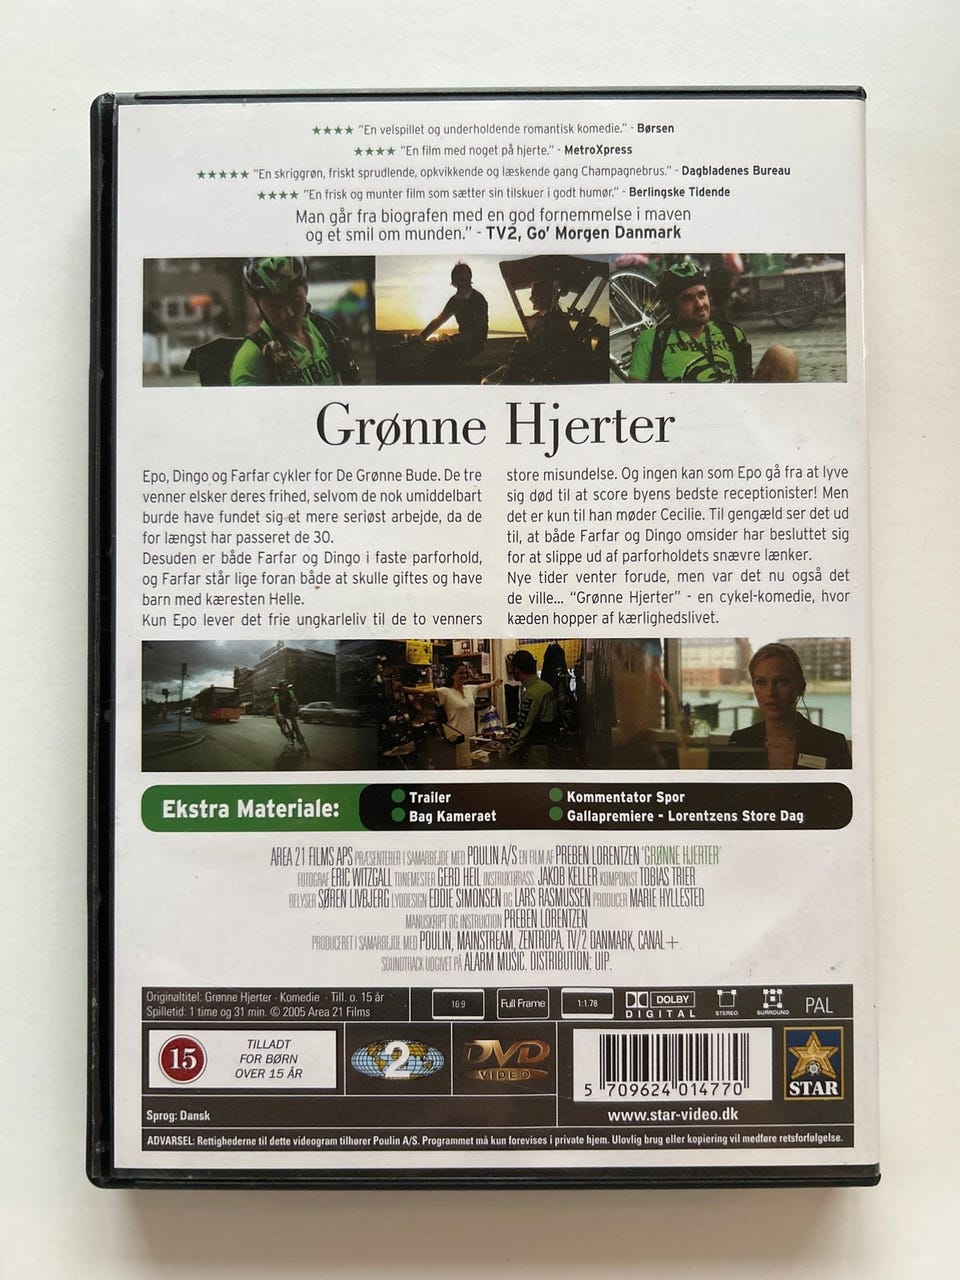 ★★★★ "En velspillet og underholdende romantisk komedie." - Børsen
★★★★ "En film med noget på hjerte." - MetroXpress
★★★★★ "En skriggrøn, friskt sprudlende, opkvikkende og læskende gang Champagnebrus." - Dagbladenes Bureau
★★★★ "En frisk og munter film som sætter sin tilskuer i godt humør." - Berlingske Tidende
Man går fra biografen med en god fornemmelse i maven
og et smil om munden." - TV2, Go' Morgen Danmark
Grønne Hjerter
Epo, Dingo og Farfar cykler for De Grønne Bude. De tre
venner elsker deres frihed, selvom de nok umiddelbart
burde have fundet sig et mere seriøst arbejde, da de
for længst har passeret de 30.
Desuden er både Farfar og Dingo i faste parforhold,
og Farfar står lige foran både at skulle giftes og have
barn med kæresten Helle.
Kun Epo lever det frie ungkarleliv til de to venners
store misundelse. Og ingen kan som Epo gå fra at lyve
sig død til at score byens bedste receptionister! Men
det er kun til han møder Cecilie. Til gengæld ser det ud
til, at både Farfar og Dingo omsider har besluttet sig
for at slippe ud af parforholdets snævre lænker.
Nye tider venter forude, men var det nu også det
de ville... "Grønne Hjerter" - en cykel-komedie, hvor
kæden hopper af kærlighedslivet.
Ekstra Materiale:
Trailer
Bag Kameraet
Kommentator Spor
Gallapremiere - Lorentzens Store Dag
AREA 21 FILMS APS PRÆSENTERER I SAMARBEJDE MED POULIN A/S EN FILM AF PREBEN LORENTZEN 'GRØNNE HJERTER'
FOTOGRAF ERIC WITZGALL TONEMESTER GERD HEIL INSTRUKTØRASS. JAKOB KELLER KOMPONIST TOBIAS TRIER
BELYSER SØREN LIVBJERG LYDDESIGN EDDIE SIMONSEN OG LARS RASMUSSEN PRODUCER MARIE HYLLESTED
MANUSKRIPT OG INSTRUKTION PREBEN LORENTZEN
PRODUCERET I SAMARBEJDE MED POULIN, MAINSTREAM, ZENTROPA, TV/2 DANMARK, CANAL+
SOUNDTRACK UDGIVET PÅ ALARM MUSIC. DISTRIBUTION: UIP.
Originaltitel: Grønne Hjerter · Komedie · Till. o. 15 år
Spilletid: 1 time og 31 min. © 2005 Area 21 Films
16:9
Full Frame
1:1.78
DOLBY
DIGITAL
STEREO
SURROUND
PAL
15
TILLADT
FOR BØRN
OVER 15 ÅR
2
DVD
VIDEO
5 709624 014770
STAR
Sprog: Dansk
www.star-video.dk
ADVARSEL: Rettighederne til dette videogram tilhører Poulin A/S. Programmet må kun forevises i private hjem. Ulovlig brug eller kopiering vil medføre retsforfølgelse.